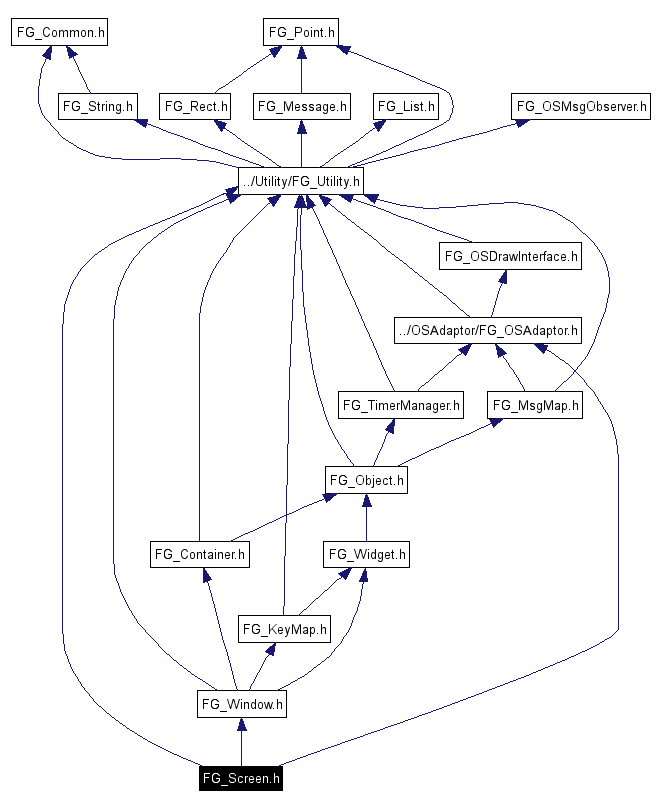 FG_Common.h
FG_Point.h
FG_String.h
FG_Rect.h
FG_Message.h
FG_List.h
FG_OSMsgObserver.h
../Utility/FG_Utility.h
FG_OSDrawInterface.h
../OSAdaptor/FG_OSAdaptor.h
FG_TimerManager.h
FG_MsgMap.h
FG_Object.h
FG_Container.h
FG_Widget.h
FG_KeyMap.h
FG_Window.h
FG_Screen.h